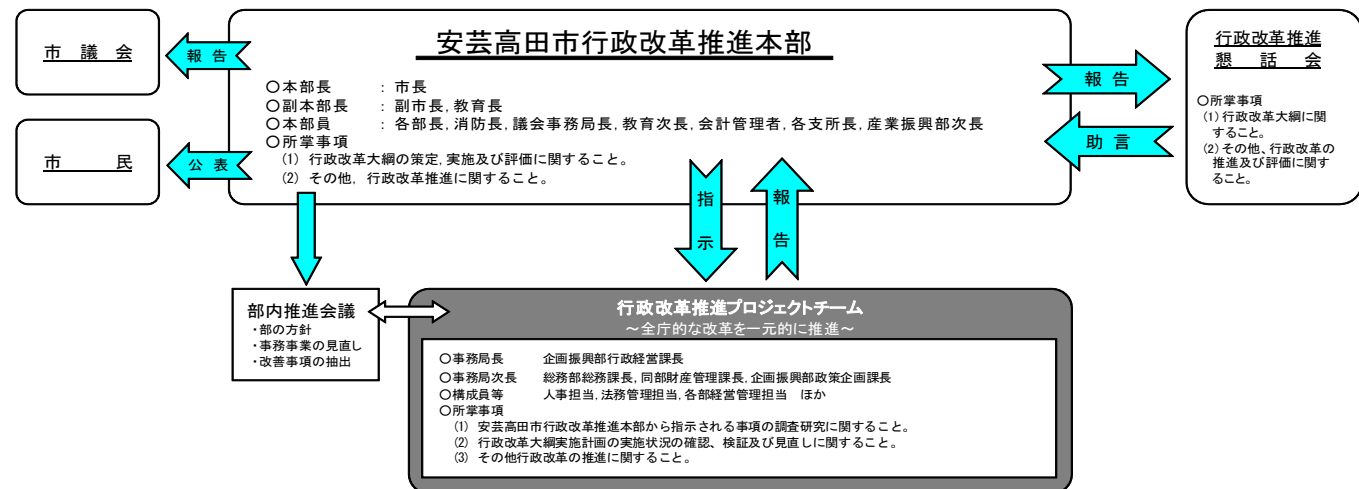 市 議 会
報 告
市 民
公 表
安芸高田市行政改革推進本部
○本部長 : 市長
○副本部長 : 副市長, 教育長
○本部員 : 各部長, 消防長, 議会事務局長, 教育次長, 会計管理者, 各支所長, 産業振興部次長
○所掌事項
(1) 行政改革大綱の策定, 実施及び評価に関すること。
(2) その他, 行政改革推進に関すること。
報 告
助 言
行政改革推進
懇 話 会
○所掌事項
(1) 行政改革大綱に関
すること。
(2) その他、行政改革の
推進及び評価に関す
ること。
指 示
報 告
部内推進会議
・部の方針
・事務事業の見直し
・改善事項の抽出
行政改革推進プロジェクトチーム
～全庁的な改革を一元的に推進～
○事務局長 企画振興部行政経営課長
○事務局次長 総務部総務課長, 同部財産管理課長, 企画振興部政策企画課長
○構成員等 人事担当, 法務管理担当, 各部経営管理担当 ほか
○所掌事項
(1) 安芸高田市行政改革推進本部から指示される事項の調査研究に関すること。
(2) 行政改革大綱実施計画の実施状況の確認、検証及び見直しに関すること。
(3) その他行政改革の推進に関すること。